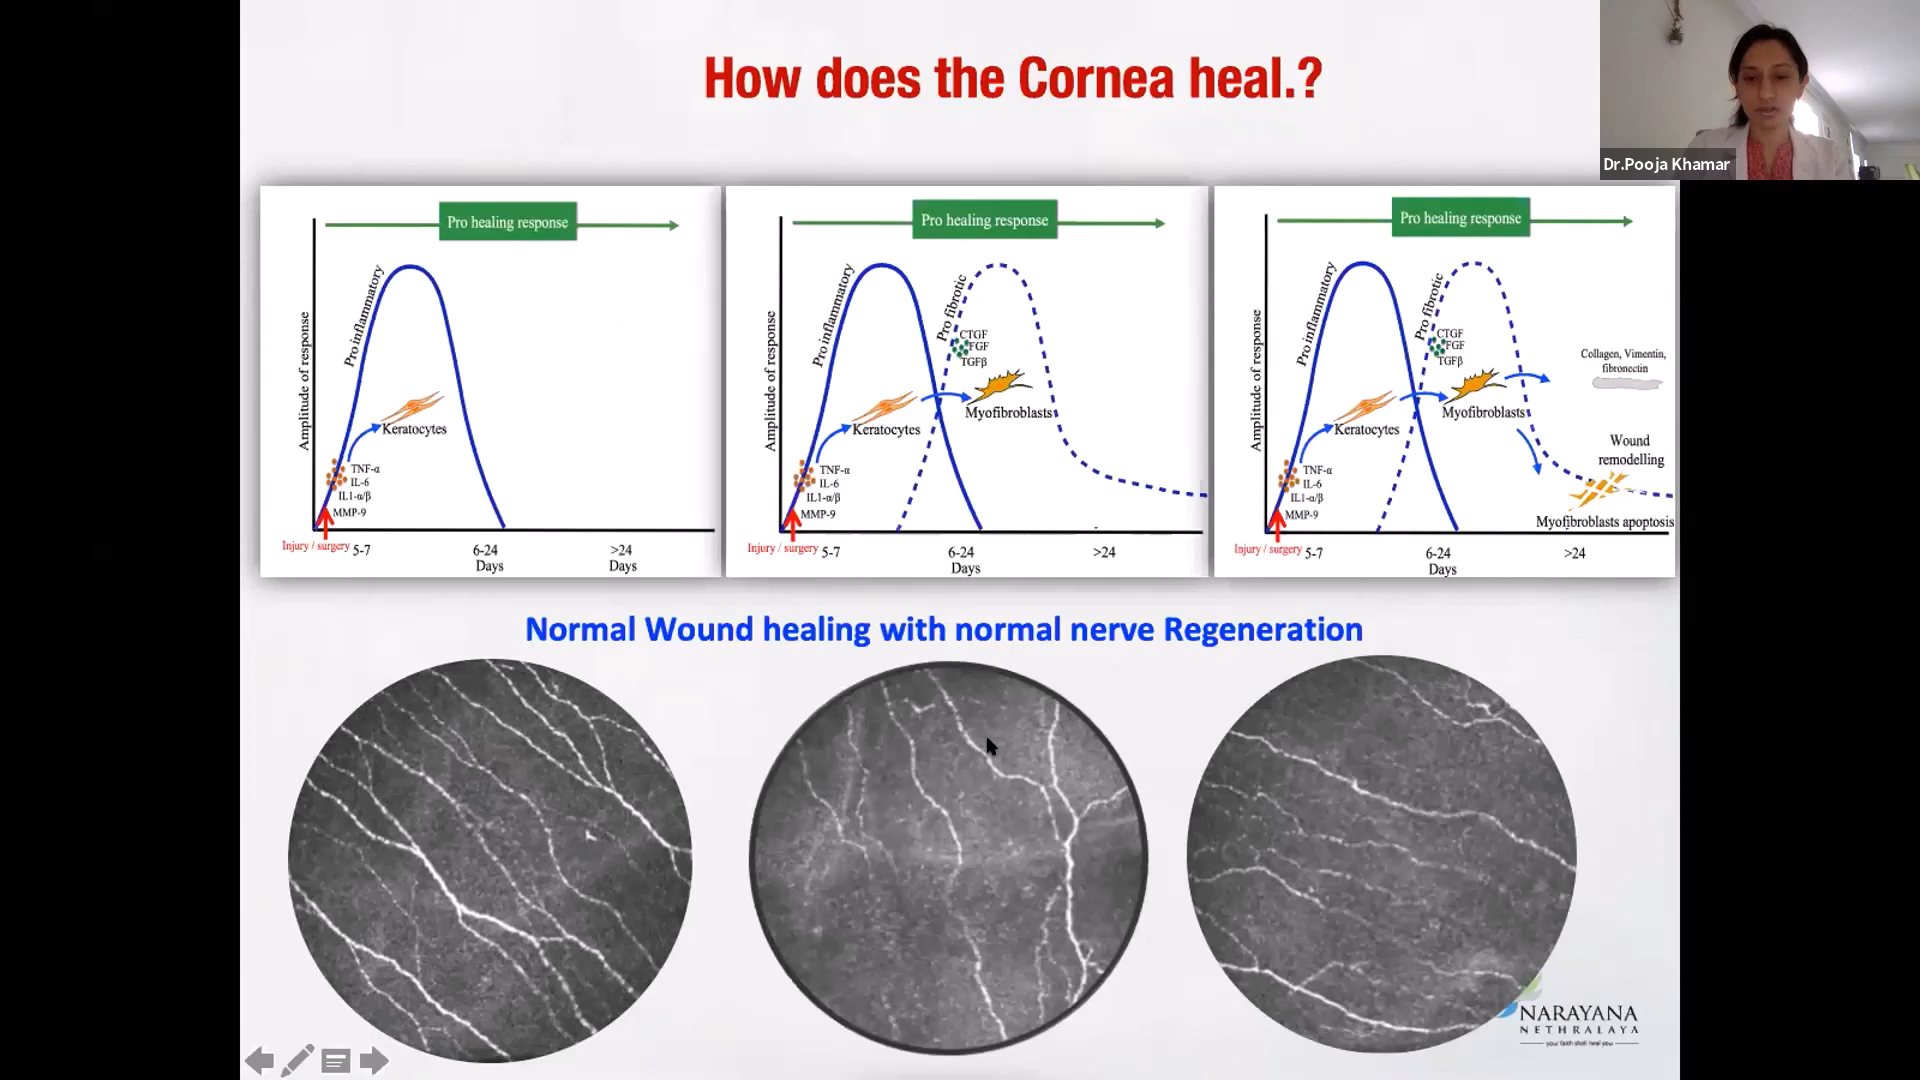 How does the Cornea heal.?
Dr.Pooja Khamar
Pro healing response
Amplitude of response
Pro inflammatory
Keratocytes
TNF-α
IL-6
IL1-α/β
MMP-9
Injury / surgery
5-7
6-24
>24
Days
Days
Pro healing response
Amplitude of response
Pro inflammatory
Pro fibrotic
CTGF
FGF
TGFβ
Keratocytes
Myofibroblasts
TNF-α
IL-6
IL1-α/β
MMP-9
Injury / surgery
5-7
6-24
>24
Days
Pro healing response
Amplitude of response
Pro inflammatory
Pro fibrotic
CTGF
FGF
TGFβ
Collagen, Vimentin,
fibronectin
Keratocytes
Myofibroblasts
Wound
remodelling
TNF-α
IL-6
IL1-α/β
MMP-9
Myofibroblasts apoptosis
Injury / surgery
5-7
6-24
>24
Days
Normal Wound healing with normal nerve Regeneration
NARAYANA
NETHRALAYA
your faith shall heal you